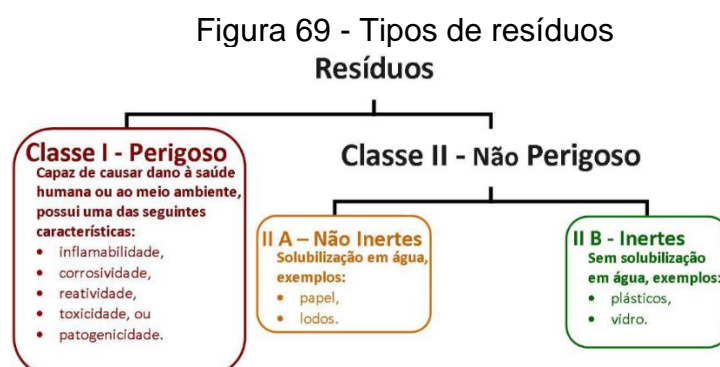 Figura 69 - Tipos de resíduos
Resíduos
Classe I - Perigoso
Capaz de causar dano à saúde
humana ou ao meio ambiente,
possui uma das seguintes
características:
• inflamabilidade,
• corrosividade,
• reatividade,
• toxicidade, ou
• patogenicidade.
Classe II - Não Perigoso
II A – Não Inertes
Solubilização em água,
exemplos:
• papel,
• lodos.
II B - Inertes
Sem solubilização
em água, exemplos:
• plásticos,
• vidro.